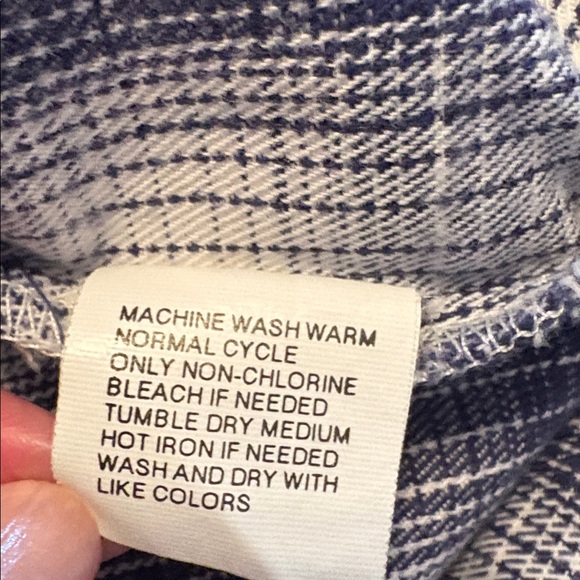 MACHINE WASH WARM
NORMAL CYCLE
ONLY NON-CHLORINE
BLEACH IF NEEDED
TUMBLE DRY MEDIUM
HOT IRON IF NEEDED
WASH AND DRY WITH
LIKE COLORS